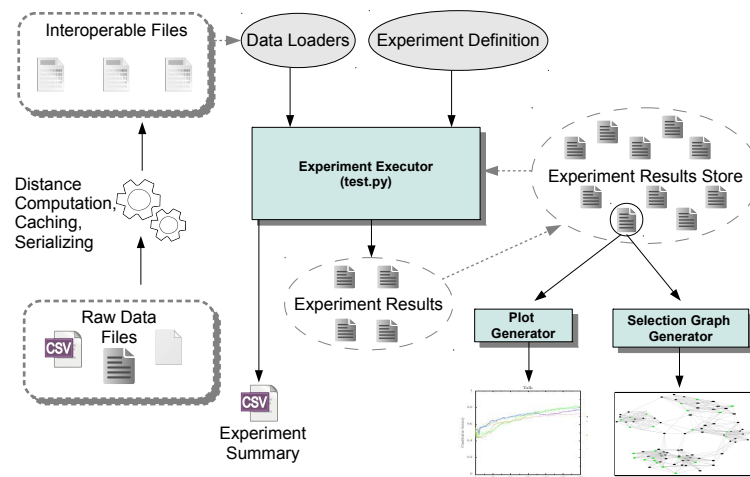 Interoperable Files
Data Loaders
Experiment Definition
Experiment Executor
(test.py)
Experiment Results Store
Distance
Computation,
Caching,
Serializing
Experiment Results
Raw Data
Files
CSV
Plot
Generator
Selection Graph
Generator
CSV
Experiment
Summary